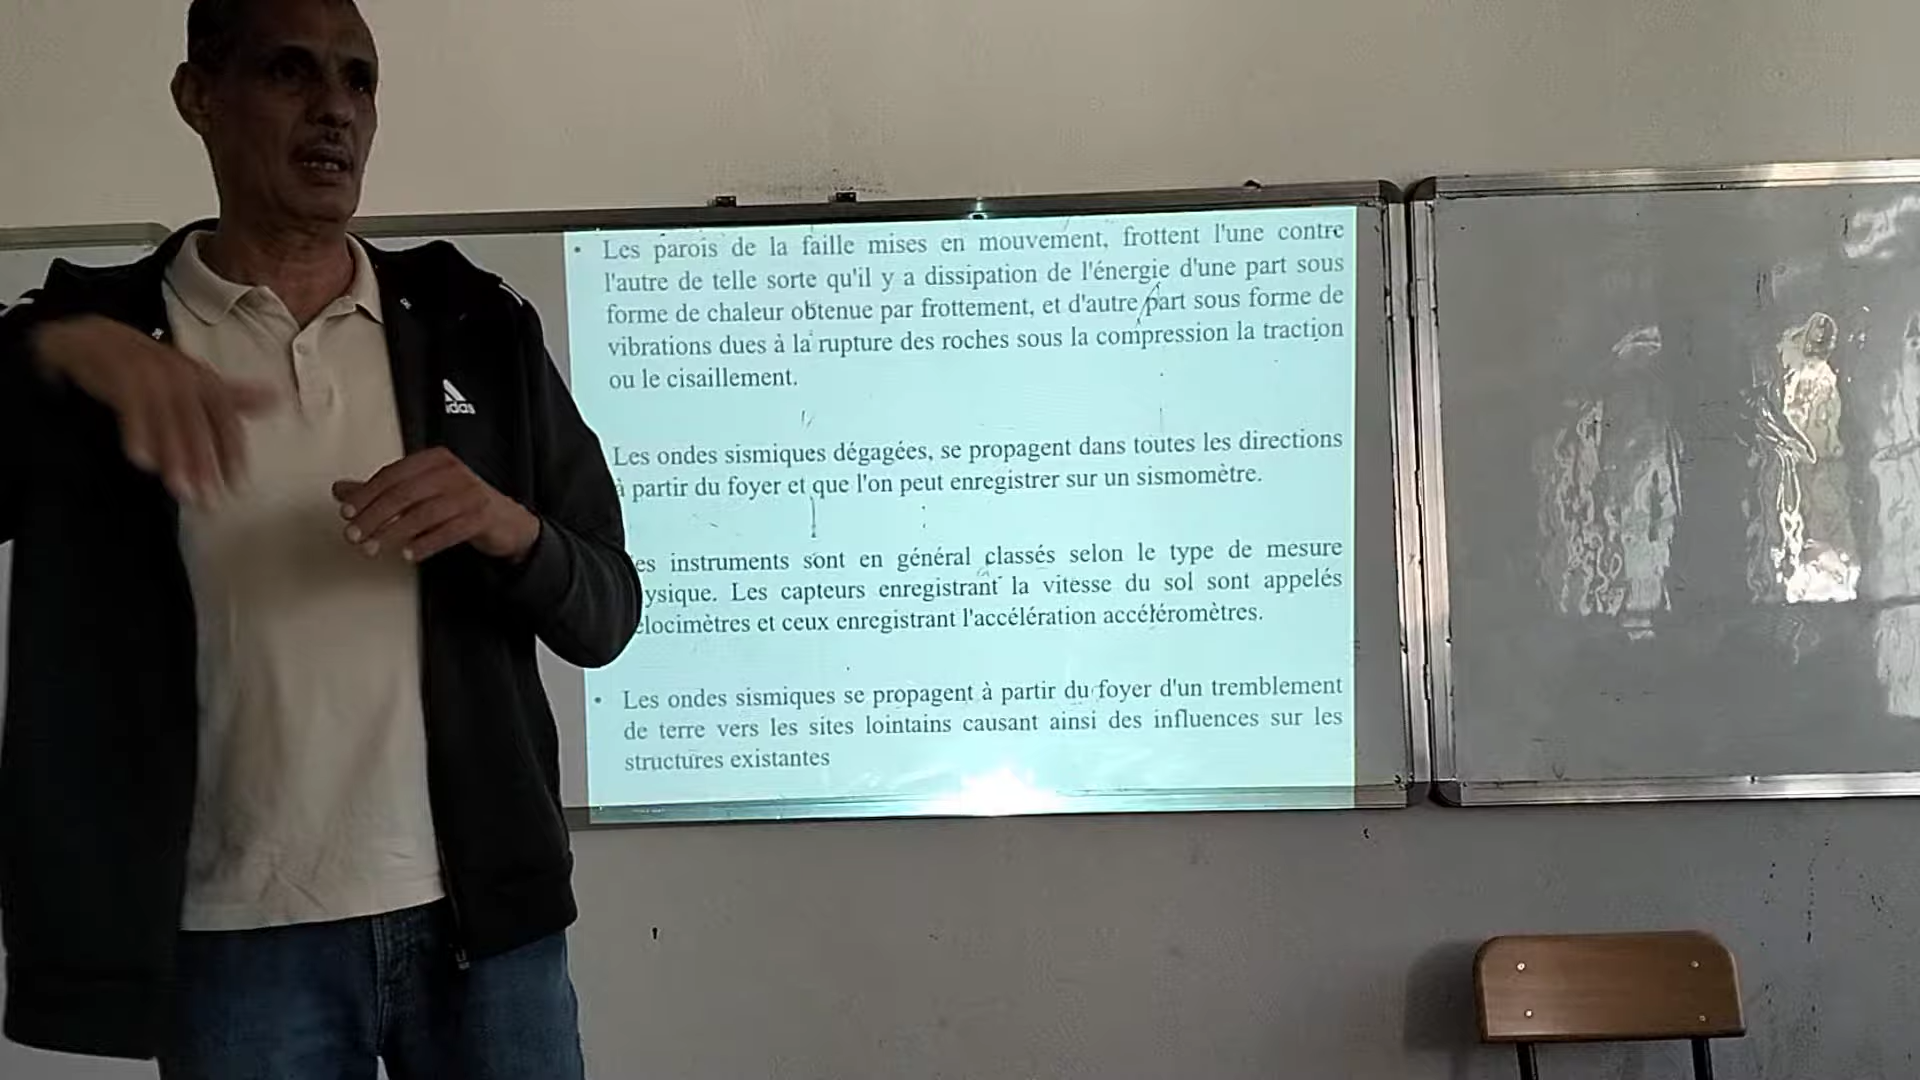 idas
• Les parois de la faille mises en mouvement, frottent l'une contre
l'autre de telle sorte qu'il y a dissipation de l'énergie d'une part sous
forme de chaleur obtenue par frottement, et d'autre part sous forme de
vibrations dues à la rupture des roches sous la compression la traction
ou le cisaillement.
Les ondes sismiques dégagées, se propagent dans toutes les directions
à partir du foyer et que l'on peut enregistrer sur un sismomètre.
es instruments sont en général classés selon le type de mesure
ysique. Les capteurs enregistrant la vitesse du sol sont appelés
élocimètres et ceux enregistrant l'accélération accéléromètres.
• Les ondes sismiques se propagent à partir du foyer d'un tremblement
de terre vers les sites lointains causant ainsi des influences sur les
structures existantes